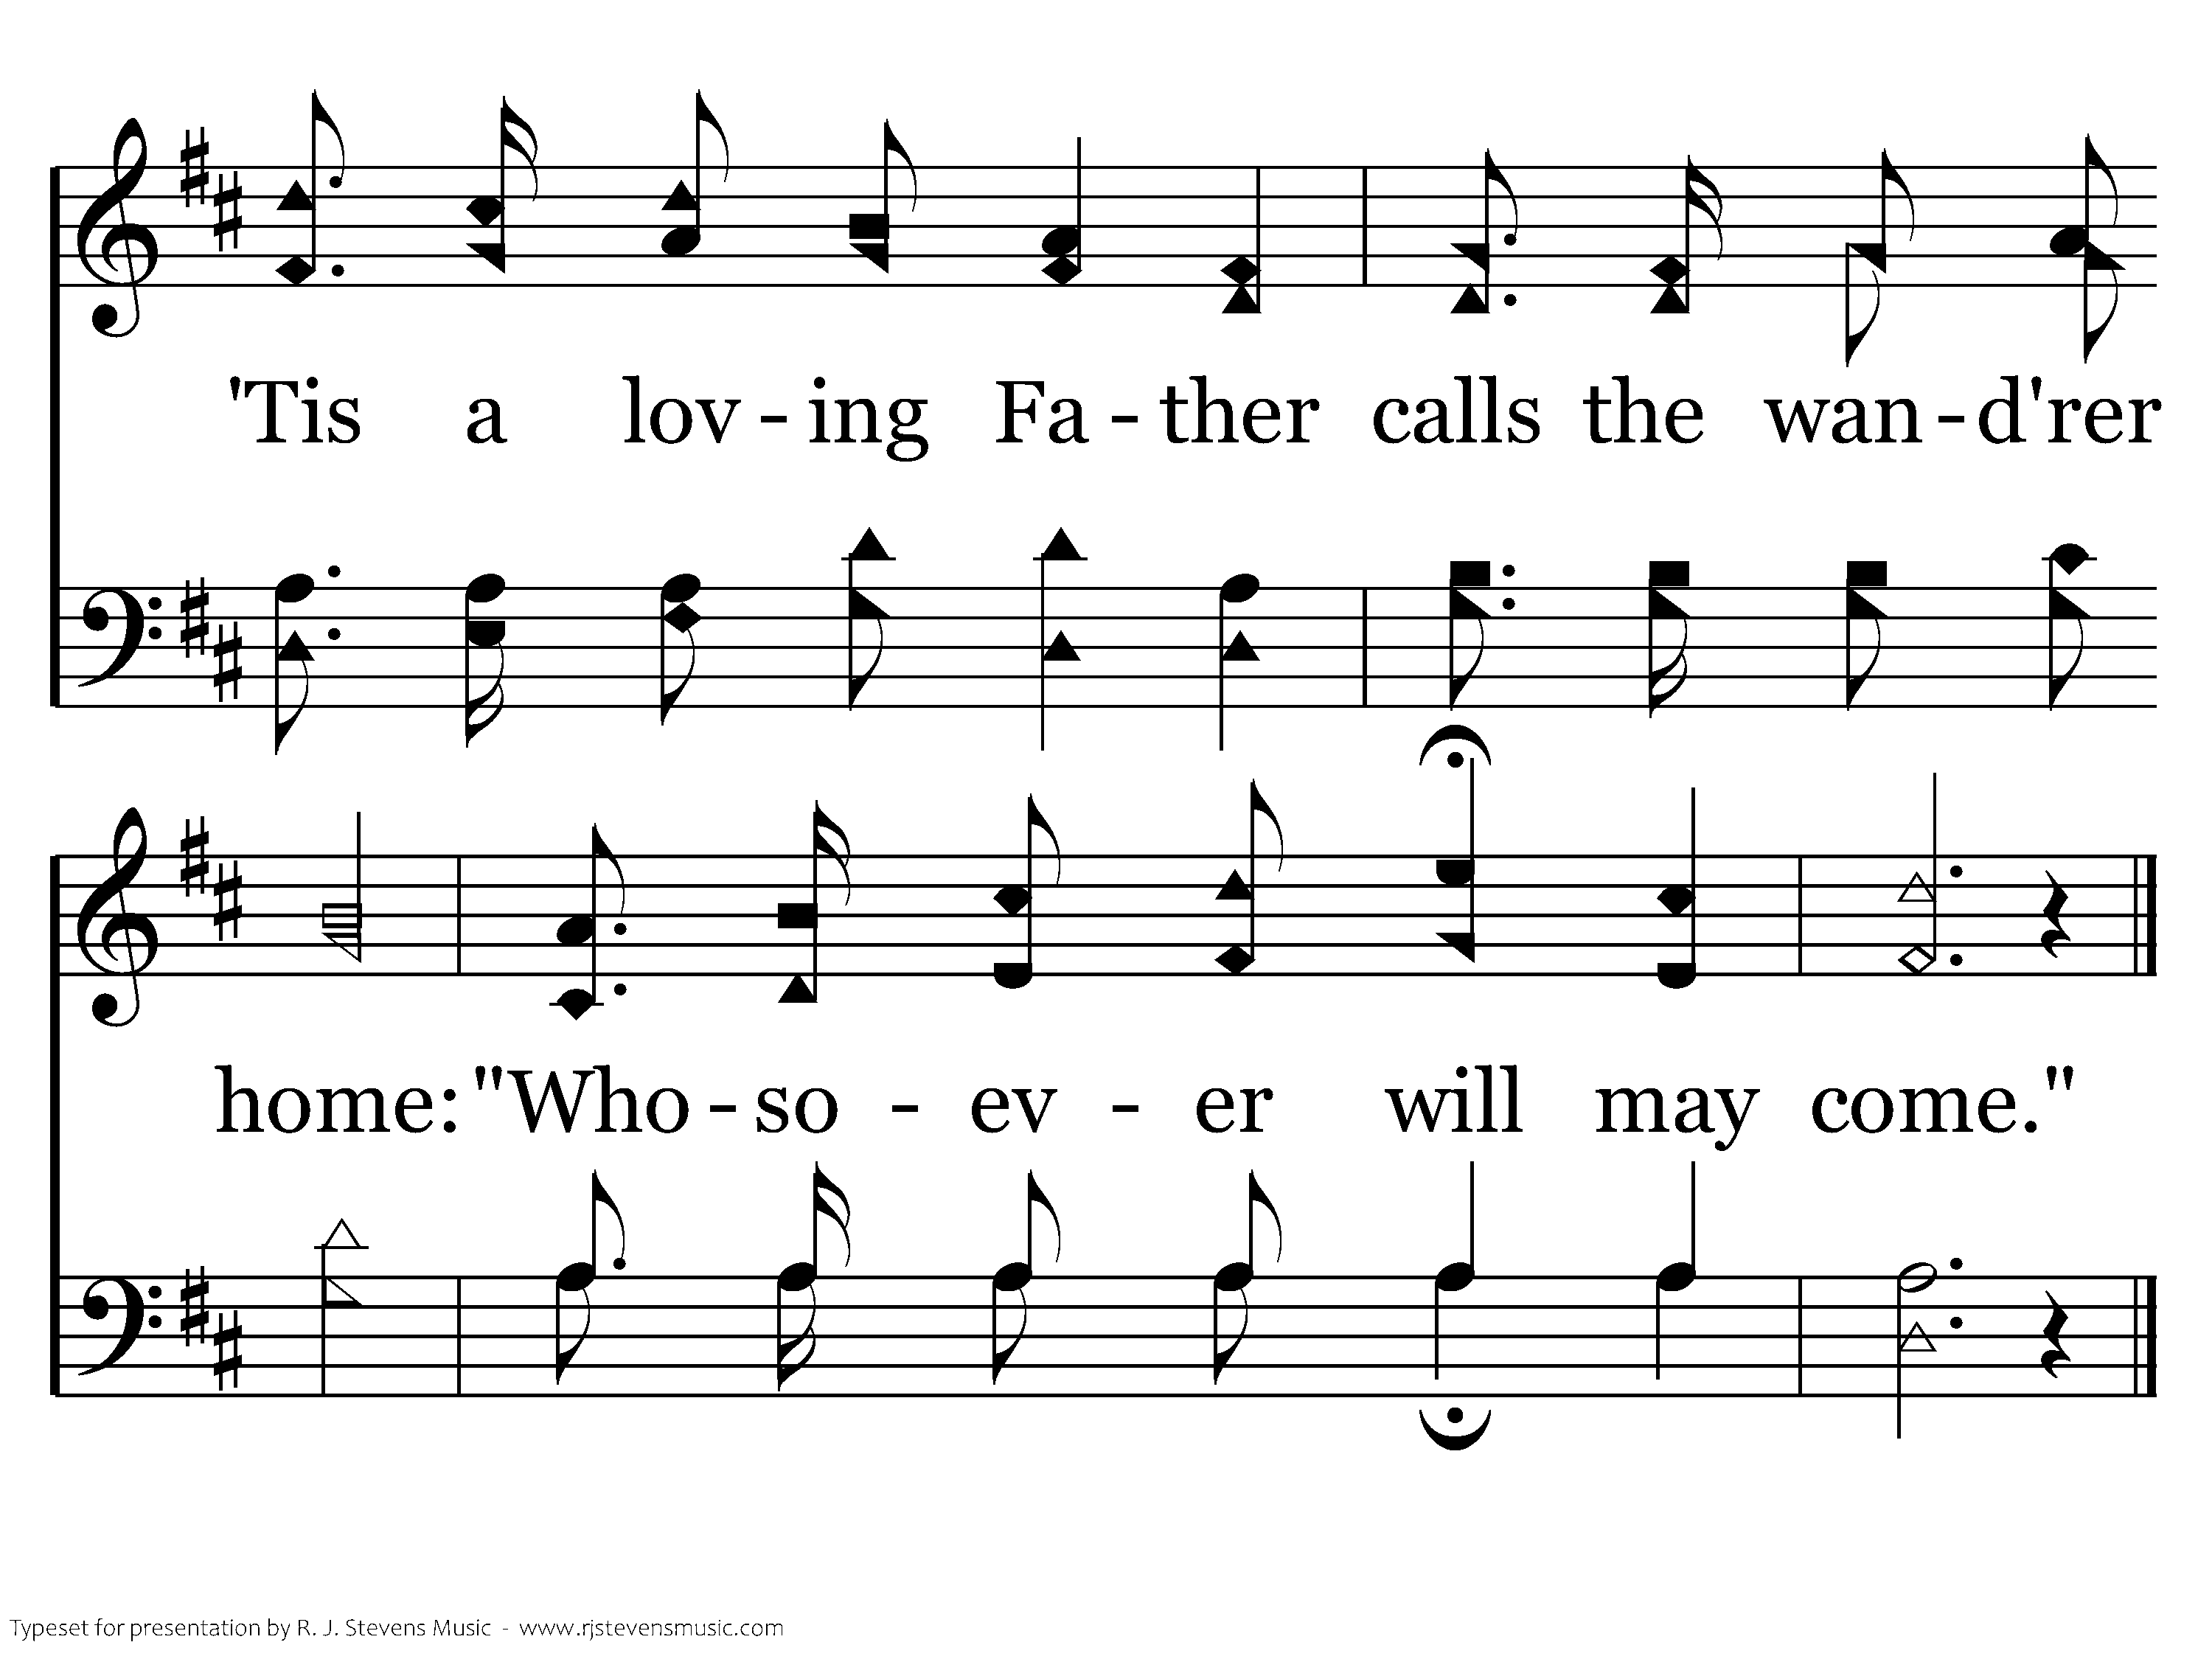 'Tis a lov - ing Fa - ther calls the wan - d'rer
home: "Who - so - ev - er will may come."
Typeset for presentation by R. J. Stevens Music - www.rjstevensmusic.com